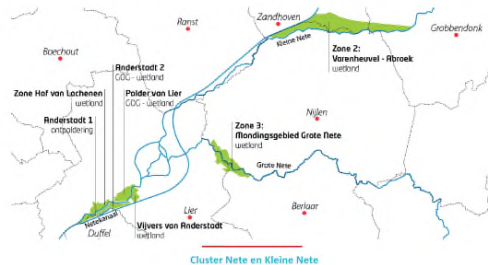 Ranst
Zandhoven
Grobbendonk
Kleine Nete
Boechout
Anderstadt 2
GOG - wetland
Zone 2:
Varenheuvel - Abroek
wetland
Zone Hof van Lachenen
wetland
Polder van Lier
GOG - wetland
Anderstadt 1
ontpoldering
Nijlen
Zone 3:
Mondingsgebied Grote Nete
wetland
Grote Nete
Netekanaal
Duffel
Lier
Berlaar
Vijvers van Anderstadt
wetland
Cluster Nete en Kleine Nete